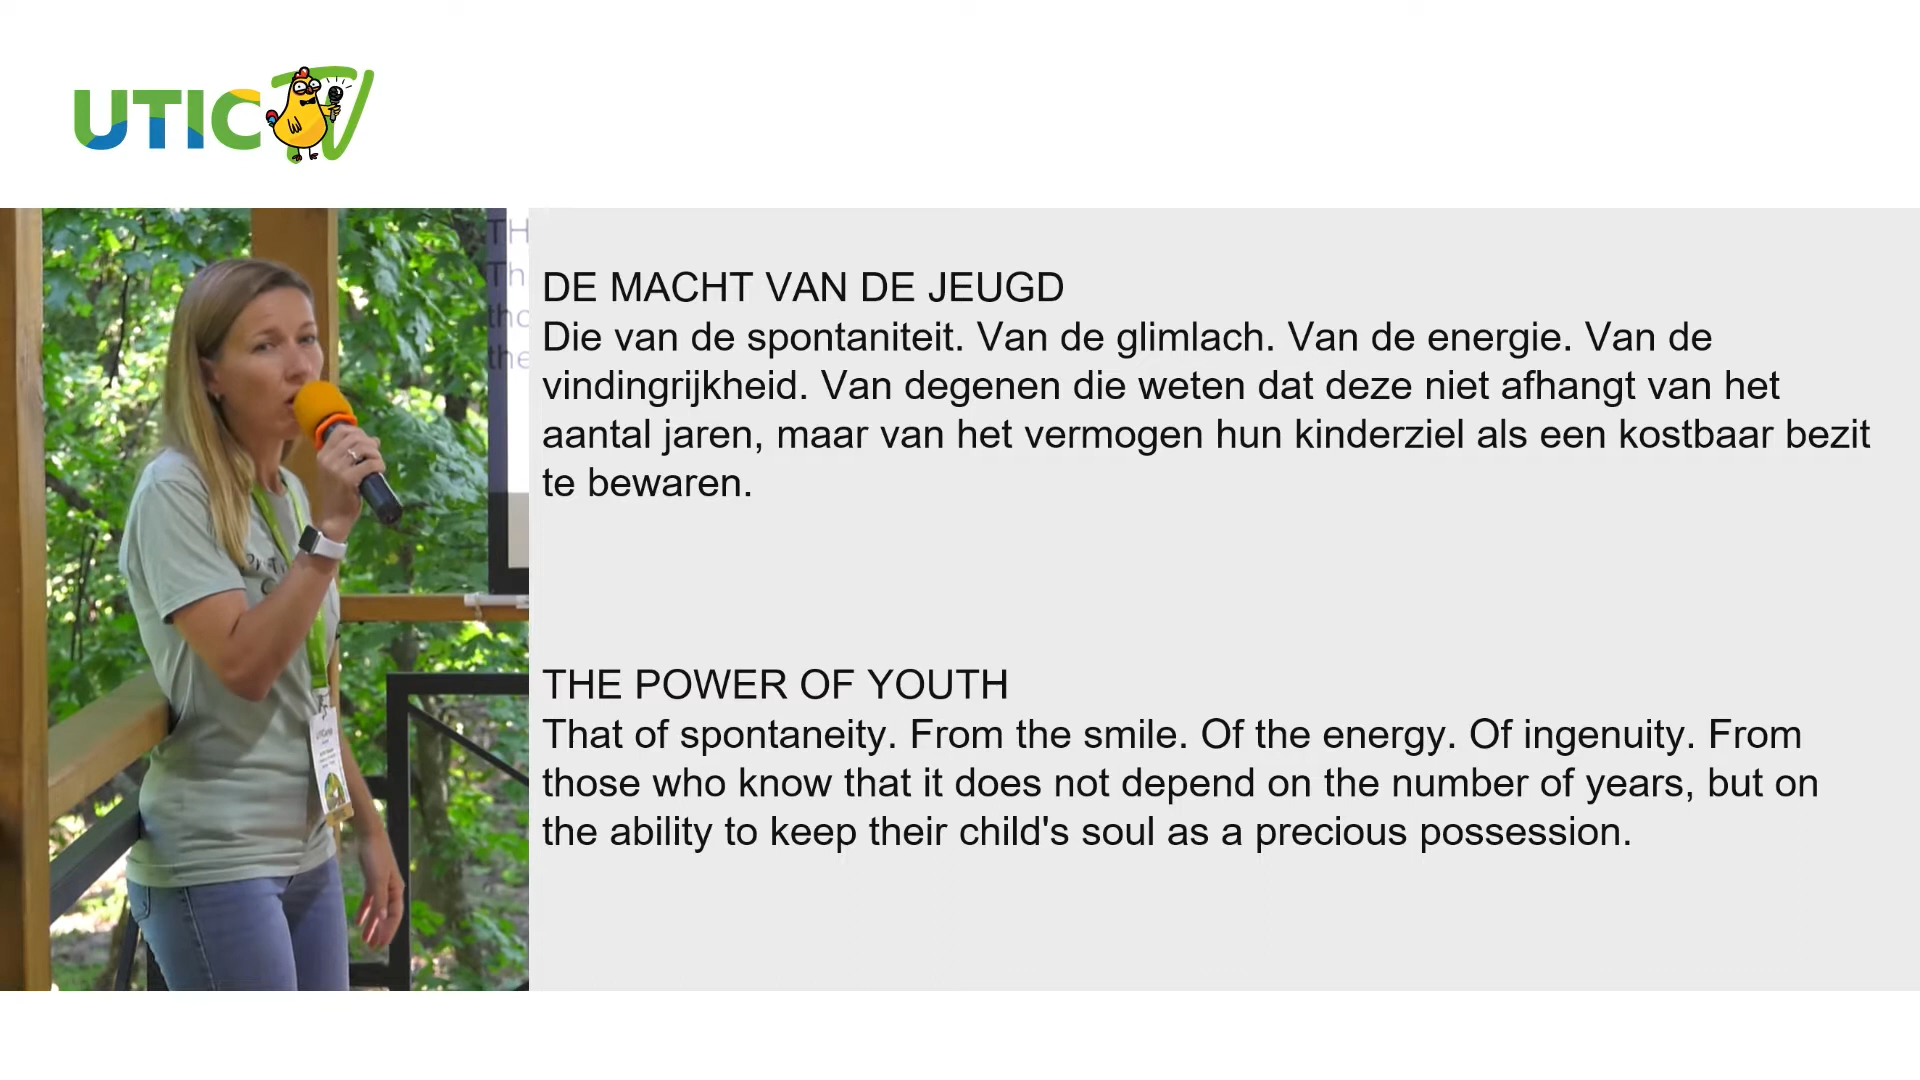 UTIC TV
DE MACHT VAN DE JEUGD
Die van de spontaniteit. Van de glimlach. Van de energie. Van de
vindingrijkheid. Van degenen die weten dat deze niet afhangt van het
aantal jaren, maar van het vermogen hun kinderziel als een kostbaar bezit
te bewaren.
THE POWER OF YOUTH
That of spontaneity. From the smile. Of the energy. Of ingenuity. From
those who know that it does not depend on the number of years, but on
the ability to keep their child's soul as a precious possession.